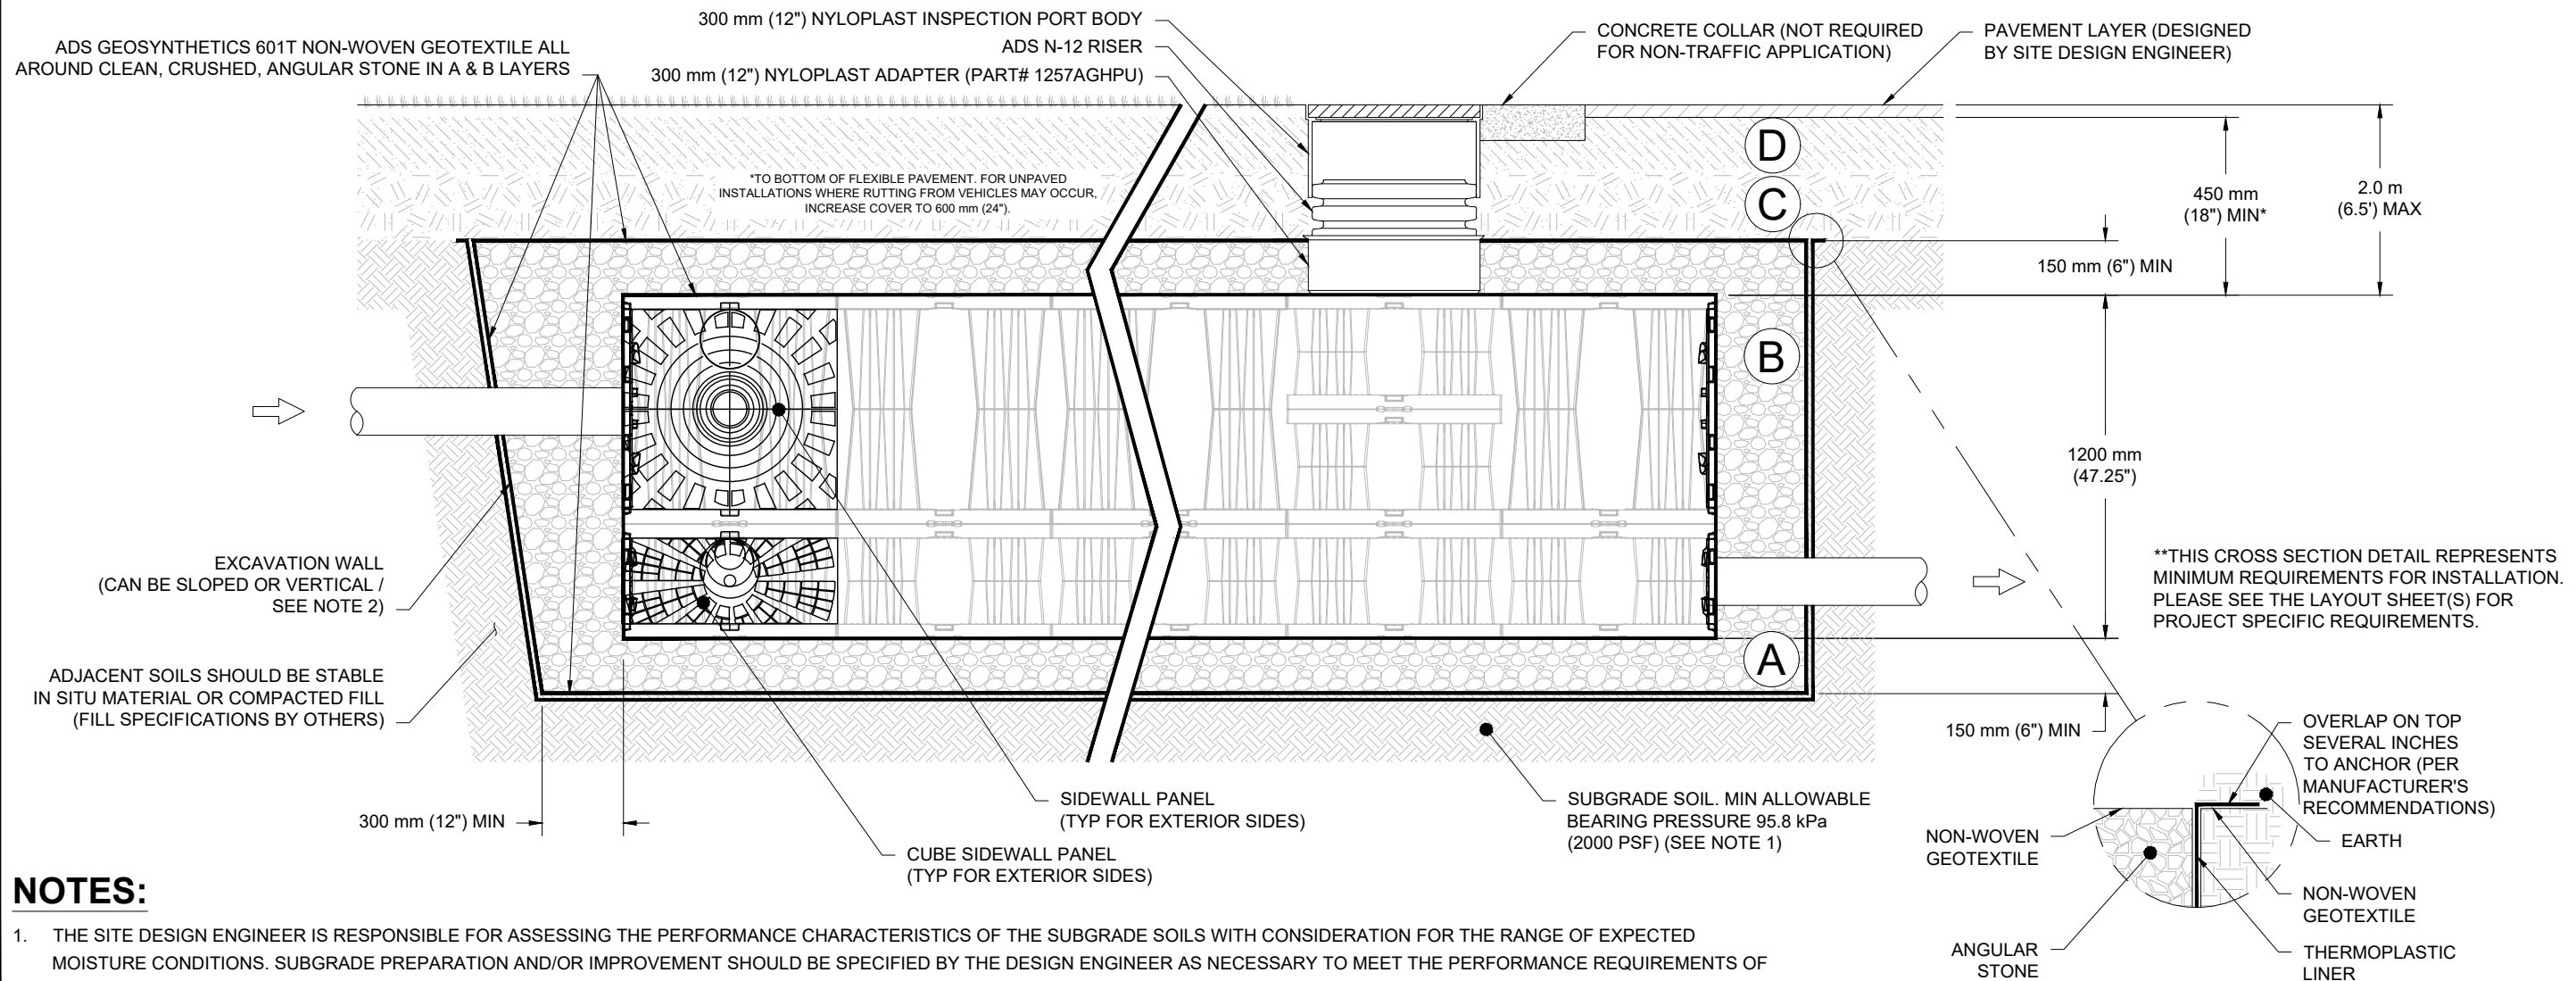 300 mm (12") NYLOPLAST INSPECTION PORT BODY
ADS N-12 RISER
300 mm (12") NYLOPLAST ADAPTER (PART# 1257AGHPU)
ADS GEOSYNTHETICS 601T NON-WOVEN GEOTEXTILE ALL
AROUND CLEAN, CRUSHED, ANGULAR STONE IN A & B LAYERS
CONCRETE COLLAR (NOT REQUIRED
FOR NON-TRAFFIC APPLICATION)
PAVEMENT LAYER (DESIGNED
BY SITE DESIGN ENGINEER)
*TO BOTTOM OF FLEXIBLE PAVEMENT. FOR UNPAVED
INSTALLATIONS WHERE RUTTING FROM VEHICLES MAY OCCUR,
INCREASE COVER TO 600 mm (24").
D
C
B
A
450 mm
(18") MIN*
2.0 m
(6.5') MAX
150 mm (6") MIN
1200 mm
(47.25")
150 mm (6") MIN
EXCAVATION WALL
(CAN BE SLOPED OR VERTICAL /
SEE NOTE 2)
ADJACENT SOILS SHOULD BE STABLE
IN SITU MATERIAL OR COMPACTED FILL
(FILL SPECIFICATIONS BY OTHERS)
300 mm (12") MIN
SIDEWALL PANEL
(TYP FOR EXTERIOR SIDES)
CUBE SIDEWALL PANEL
(TYP FOR EXTERIOR SIDES)
SUBGRADE SOIL. MIN ALLOWABLE
BEARING PRESSURE 95.8 kPa
(2000 PSF) (SEE NOTE 1)
**THIS CROSS SECTION DETAIL REPRESENTS
MINIMUM REQUIREMENTS FOR INSTALLATION.
PLEASE SEE THE LAYOUT SHEET(S) FOR
PROJECT SPECIFIC REQUIREMENTS.
OVERLAP ON TOP
SEVERAL INCHES
TO ANCHOR (PER
MANUFACTURER'S
RECOMMENDATIONS)
EARTH
NON-WOVEN
GEOTEXTILE
NON-WOVEN
GEOTEXTILE
ANGULAR
STONE
THERMOPLASTIC
LINER
NOTES:
1. THE SITE DESIGN ENGINEER IS RESPONSIBLE FOR ASSESSING THE PERFORMANCE CHARACTERISTICS OF THE SUBGRADE SOILS WITH CONSIDERATION FOR THE RANGE OF EXPECTED
MOISTURE CONDITIONS. SUBGRADE PREPARATION AND/OR IMPROVEMENT SHOULD BE SPECIFIED BY THE DESIGN ENGINEER AS NECESSARY TO MEET THE PERFORMANCE REQUIREMENTS OF